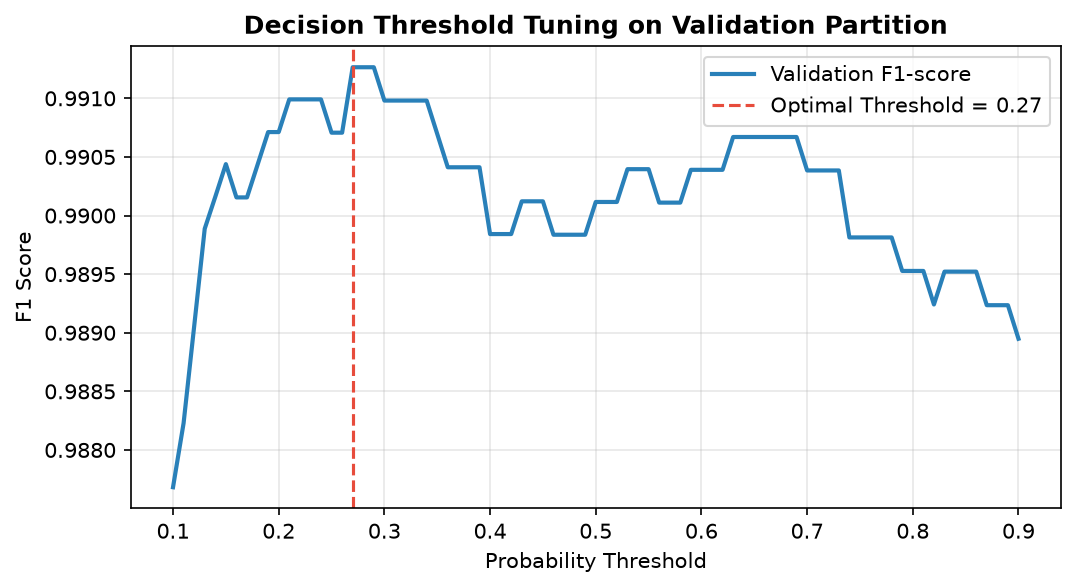 Decision Threshold Tuning on Validation Partition
Validation F1-score
Optimal Threshold = 0.27
F1 Score
0.9910
0.9905
0.9900
0.9895
0.9890
0.9885
0.9880
0.1 0.2 0.3 0.4 0.5 0.6 0.7 0.8 0.9
Probability Threshold